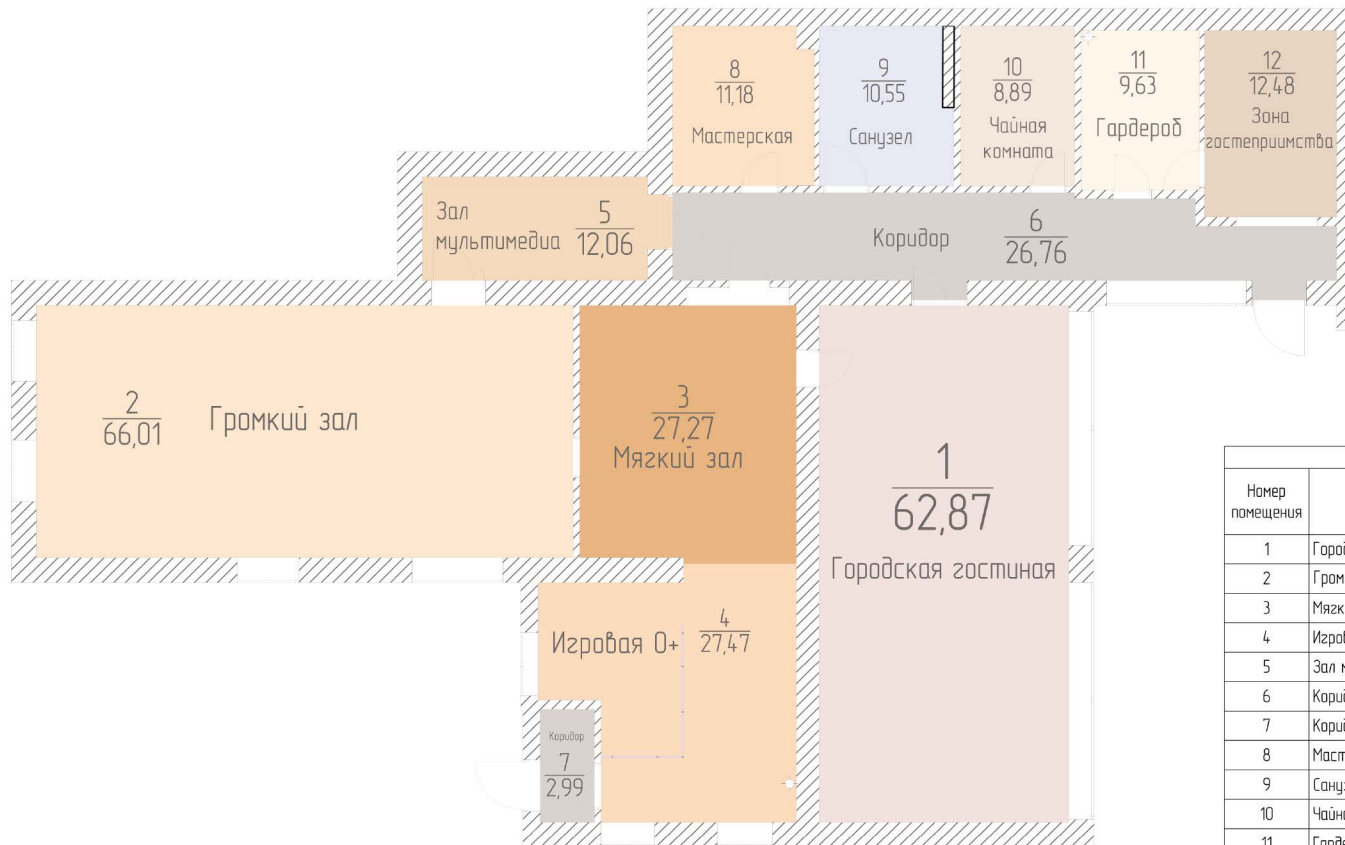 8
11,18
Мастерская
9
10,55
Санузел
10
8,89
Чайная
комната
11
9,63
Гардероб
12
12,48
Зона
гостеприимства
Зал
мультимедиа
5
12,06
Коридор
6
26,76
2
66,01
Громкий зал
3
27,27
Мягкий зал
1
62,87
Городская гостиная
Игровая 0+
4
27,47
Коридор
7
2,99
Номер
помещения
1
2
3
4
5
6
7
8
9
10
11